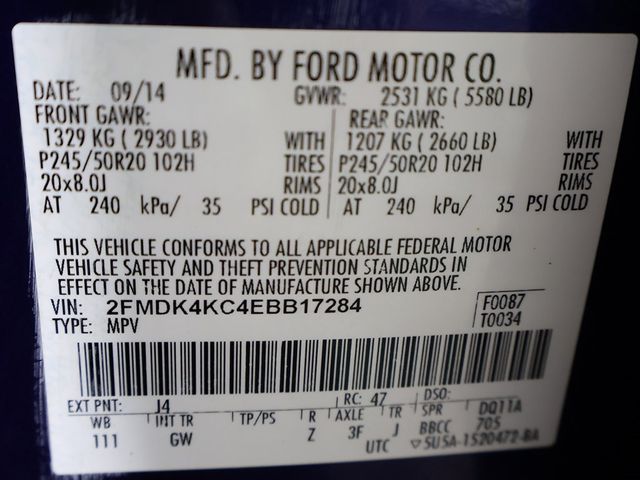 MFD. BY FORD MOTOR CO.
DATE: 09/14 GVWR: 2531 KG ( 5580 LB)
FRONT GAWR: REAR GAWR:
1329 KG ( 2930 LB) WITH 1207 KG ( 2660 LB) WITH
P245/50R20 102H TIRES P245/50R20 102H TIRES
20x8.0J RIMS 20x8.0J RIMS
AT 240 kPa/ 35 PSI COLD AT 240 kPa/ 35 PSI COLD
THIS VEHICLE CONFORMS TO ALL APPLICABLE FEDERAL MOTOR
VEHICLE SAFETY AND THEFT PREVENTION STANDARDS IN
EFFECT ON THE DATE OF MANUFACTURE SHOWN ABOVE.
VIN: 2FMDK4KC4EBB17284 F0087
TYPE: MPV T0034
EXT PNT: J4 RC: 47 DSO:
WB INT TR TP/PS R AXLE TR SPR DQ11A
111 GW Z 3F J BBCC 705
UTC ▽5U5A-1520472-BA